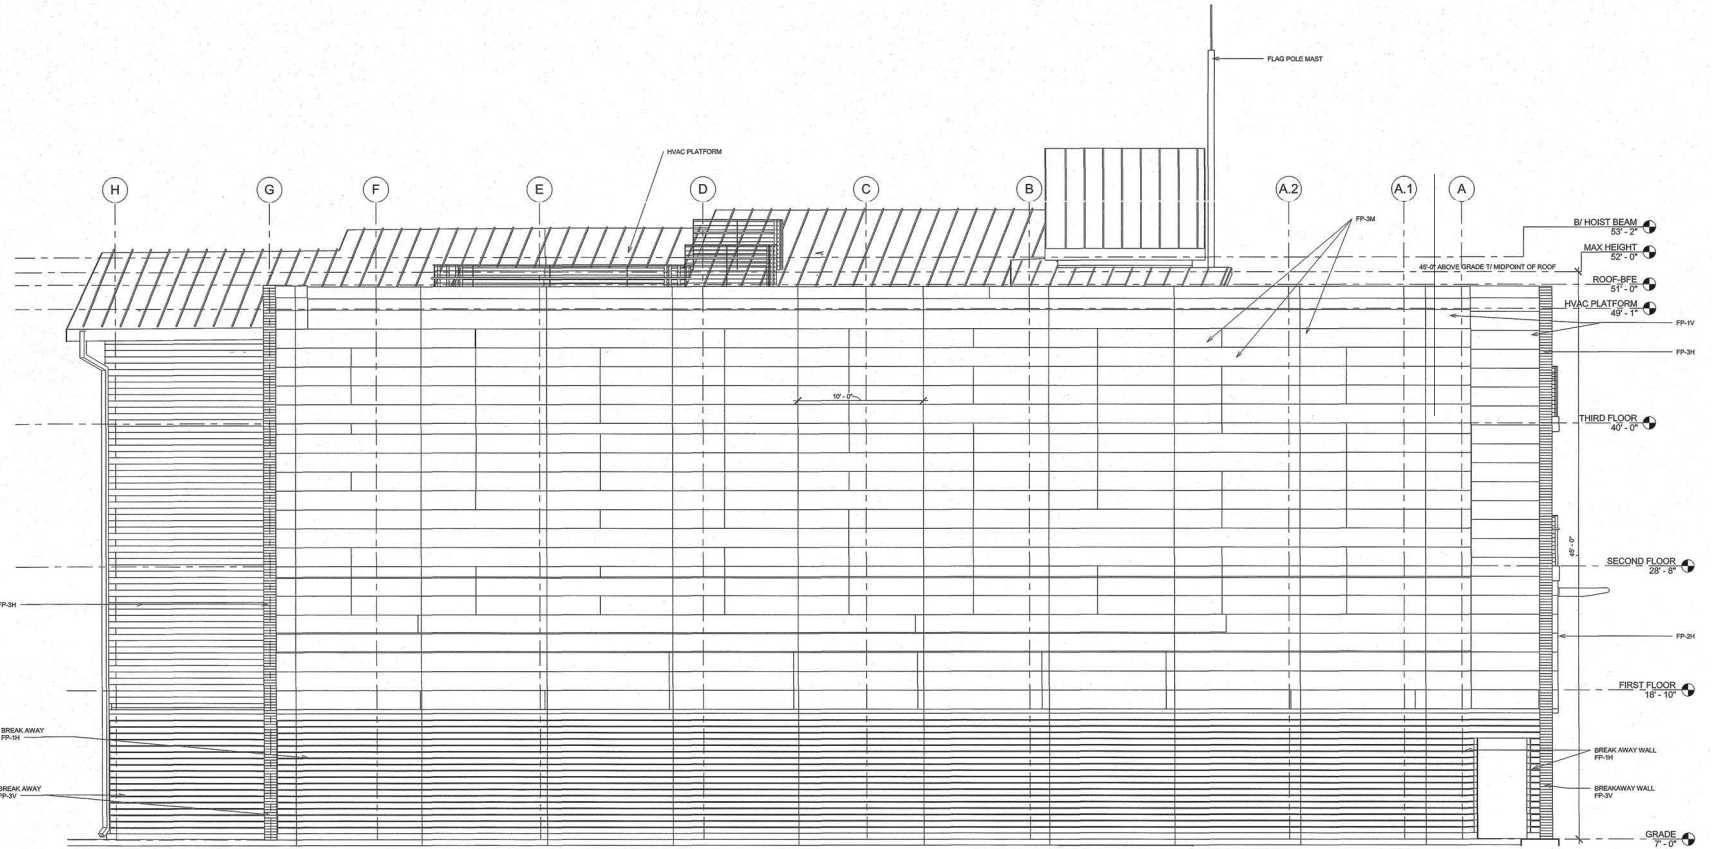 FLAG POLE MAST
HVAC PLATFORM
H
G
F
E
D
C
B
A.2
A.1
A
FP-3M
B/ HOIST BEAM
53' - 2"
MAX HEIGHT
52' - 0"
45'-0" ABOVE GRADE T/ MIDPOINT OF ROOF
ROOF-BFE
51' - 0"
HVAC PLATFORM
49' - 1"
FP-1V
FP-3H
10' - 0"
THIRD FLOOR
40' - 0"
45' - 0"
SECOND FLOOR
28' - 8"
FP-3H
FP-2H
FIRST FLOOR
18' - 10"
BREAK AWAY
FP-1H
BREAK AWAY WALL
FP-1H
BREAK AWAY
FP-3V
BREAKAWAY WALL
FP-3V
GRADE
7' - 0"